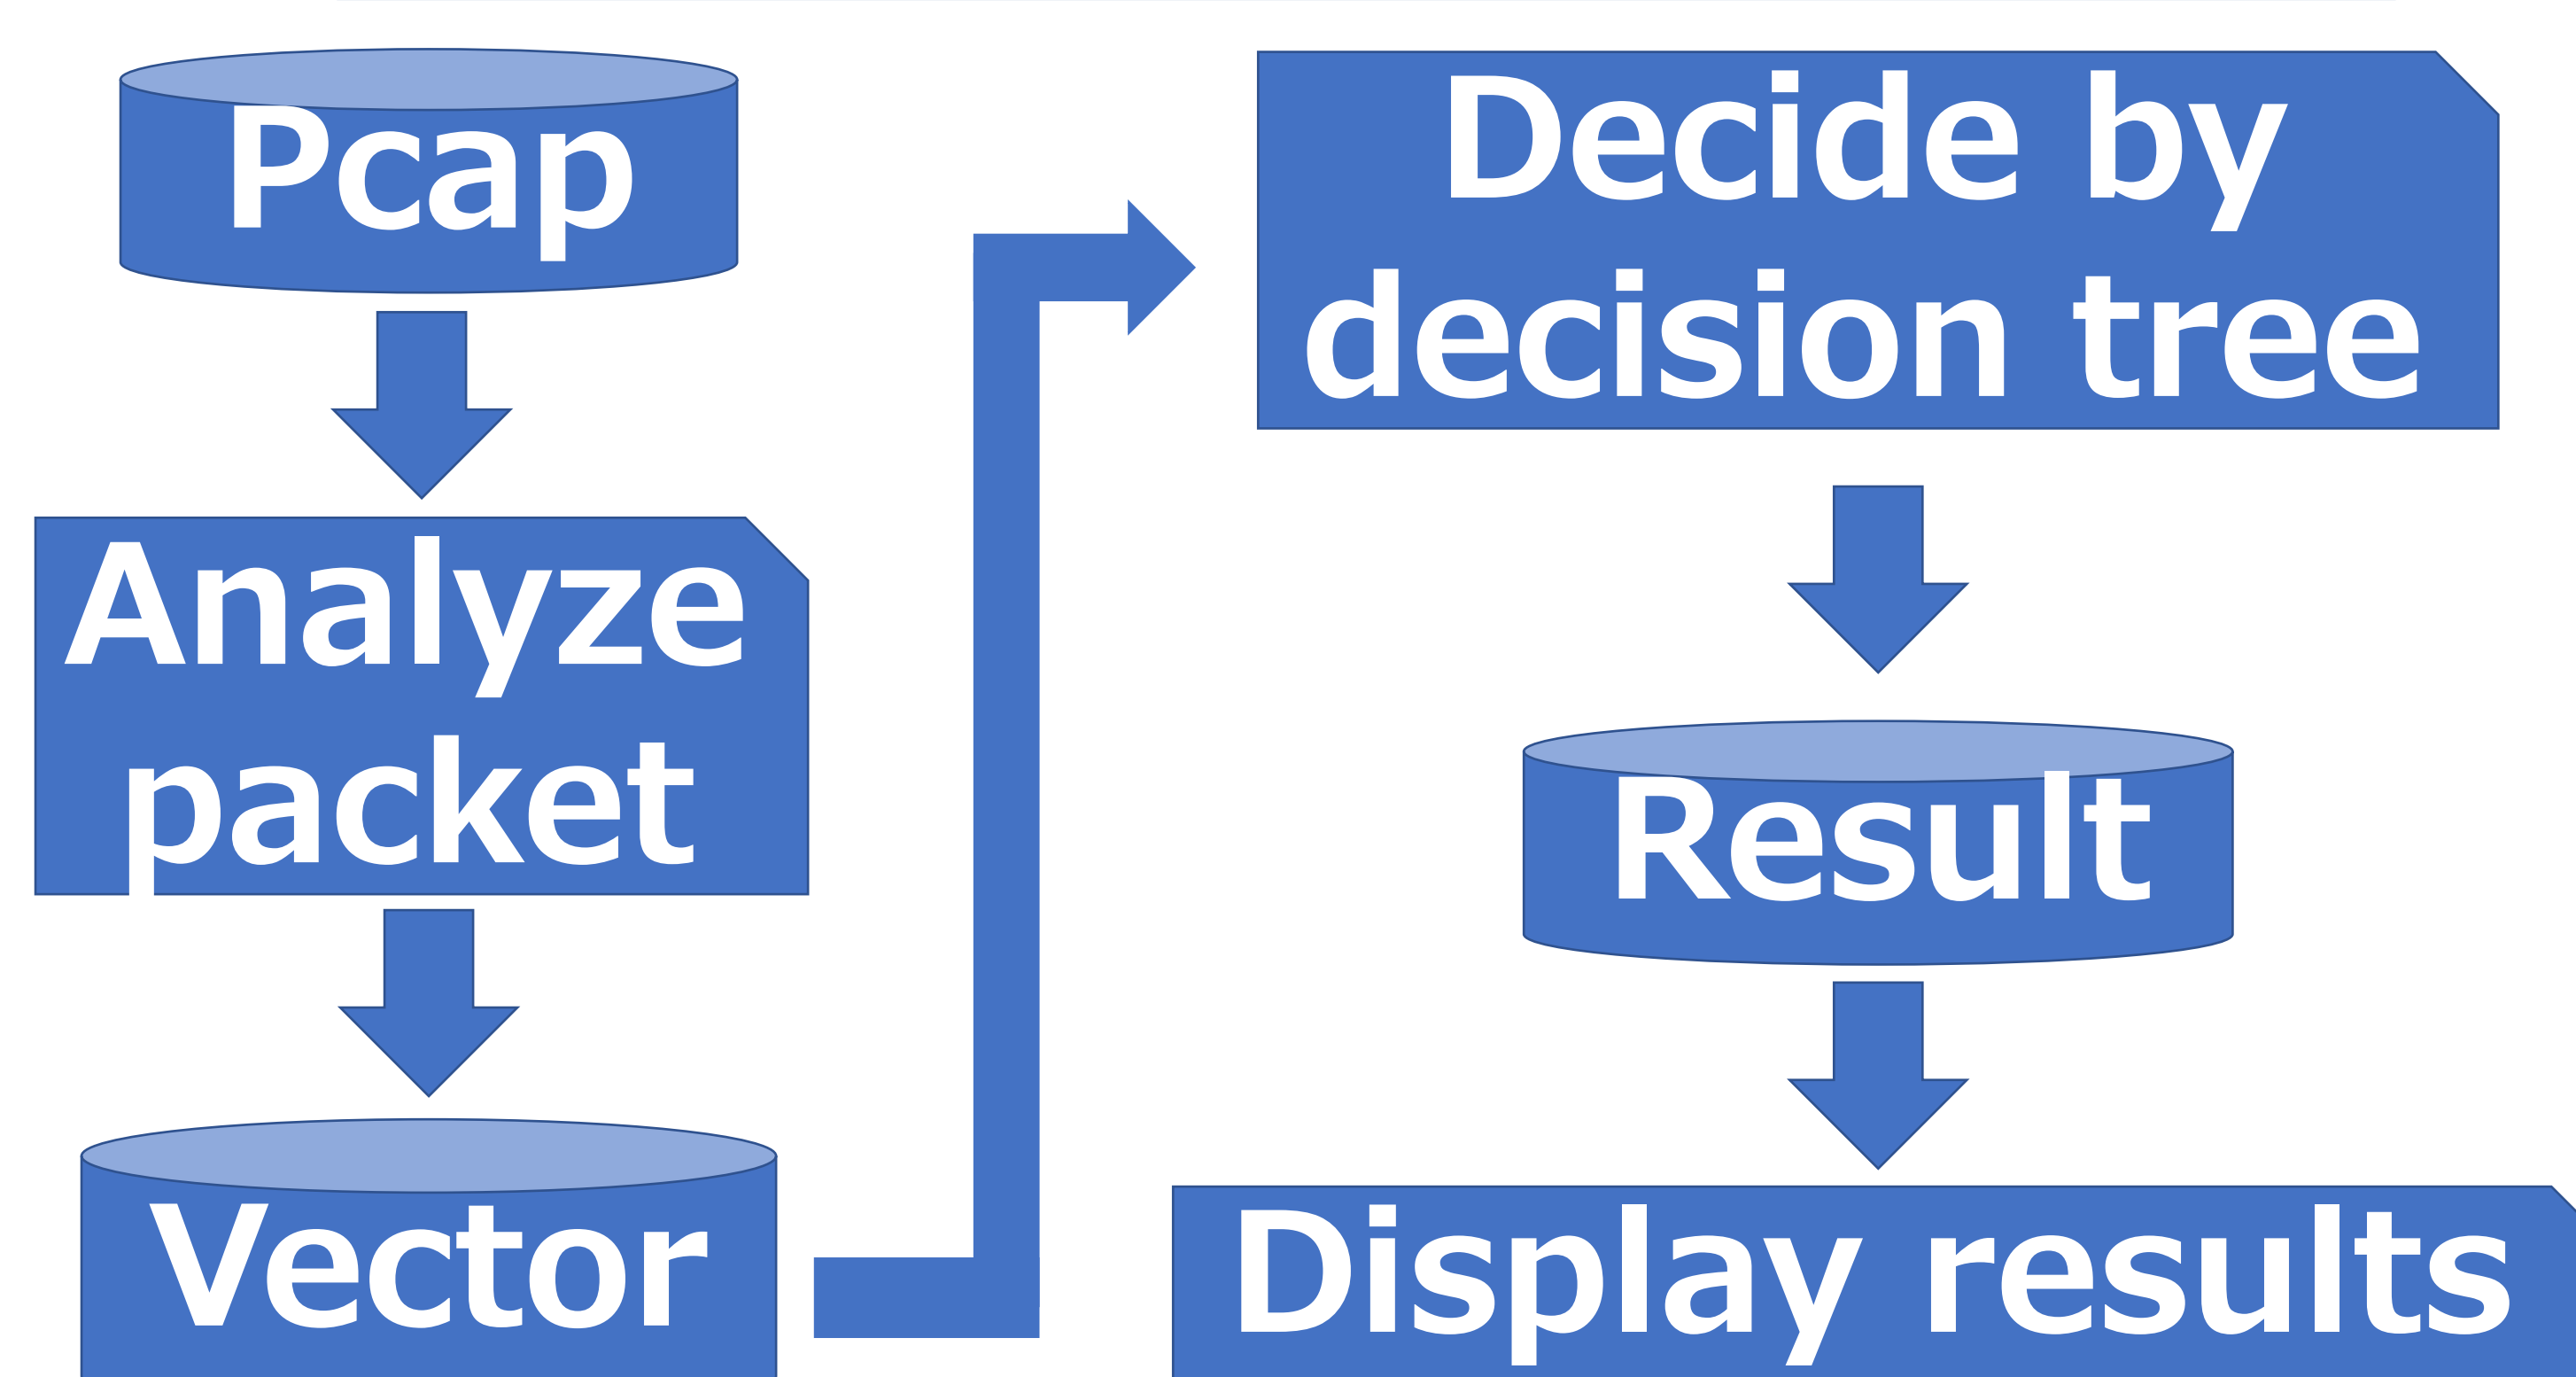 Pcap
Analyze
packet
Vector
Decide by
decision tree
Result
Display results